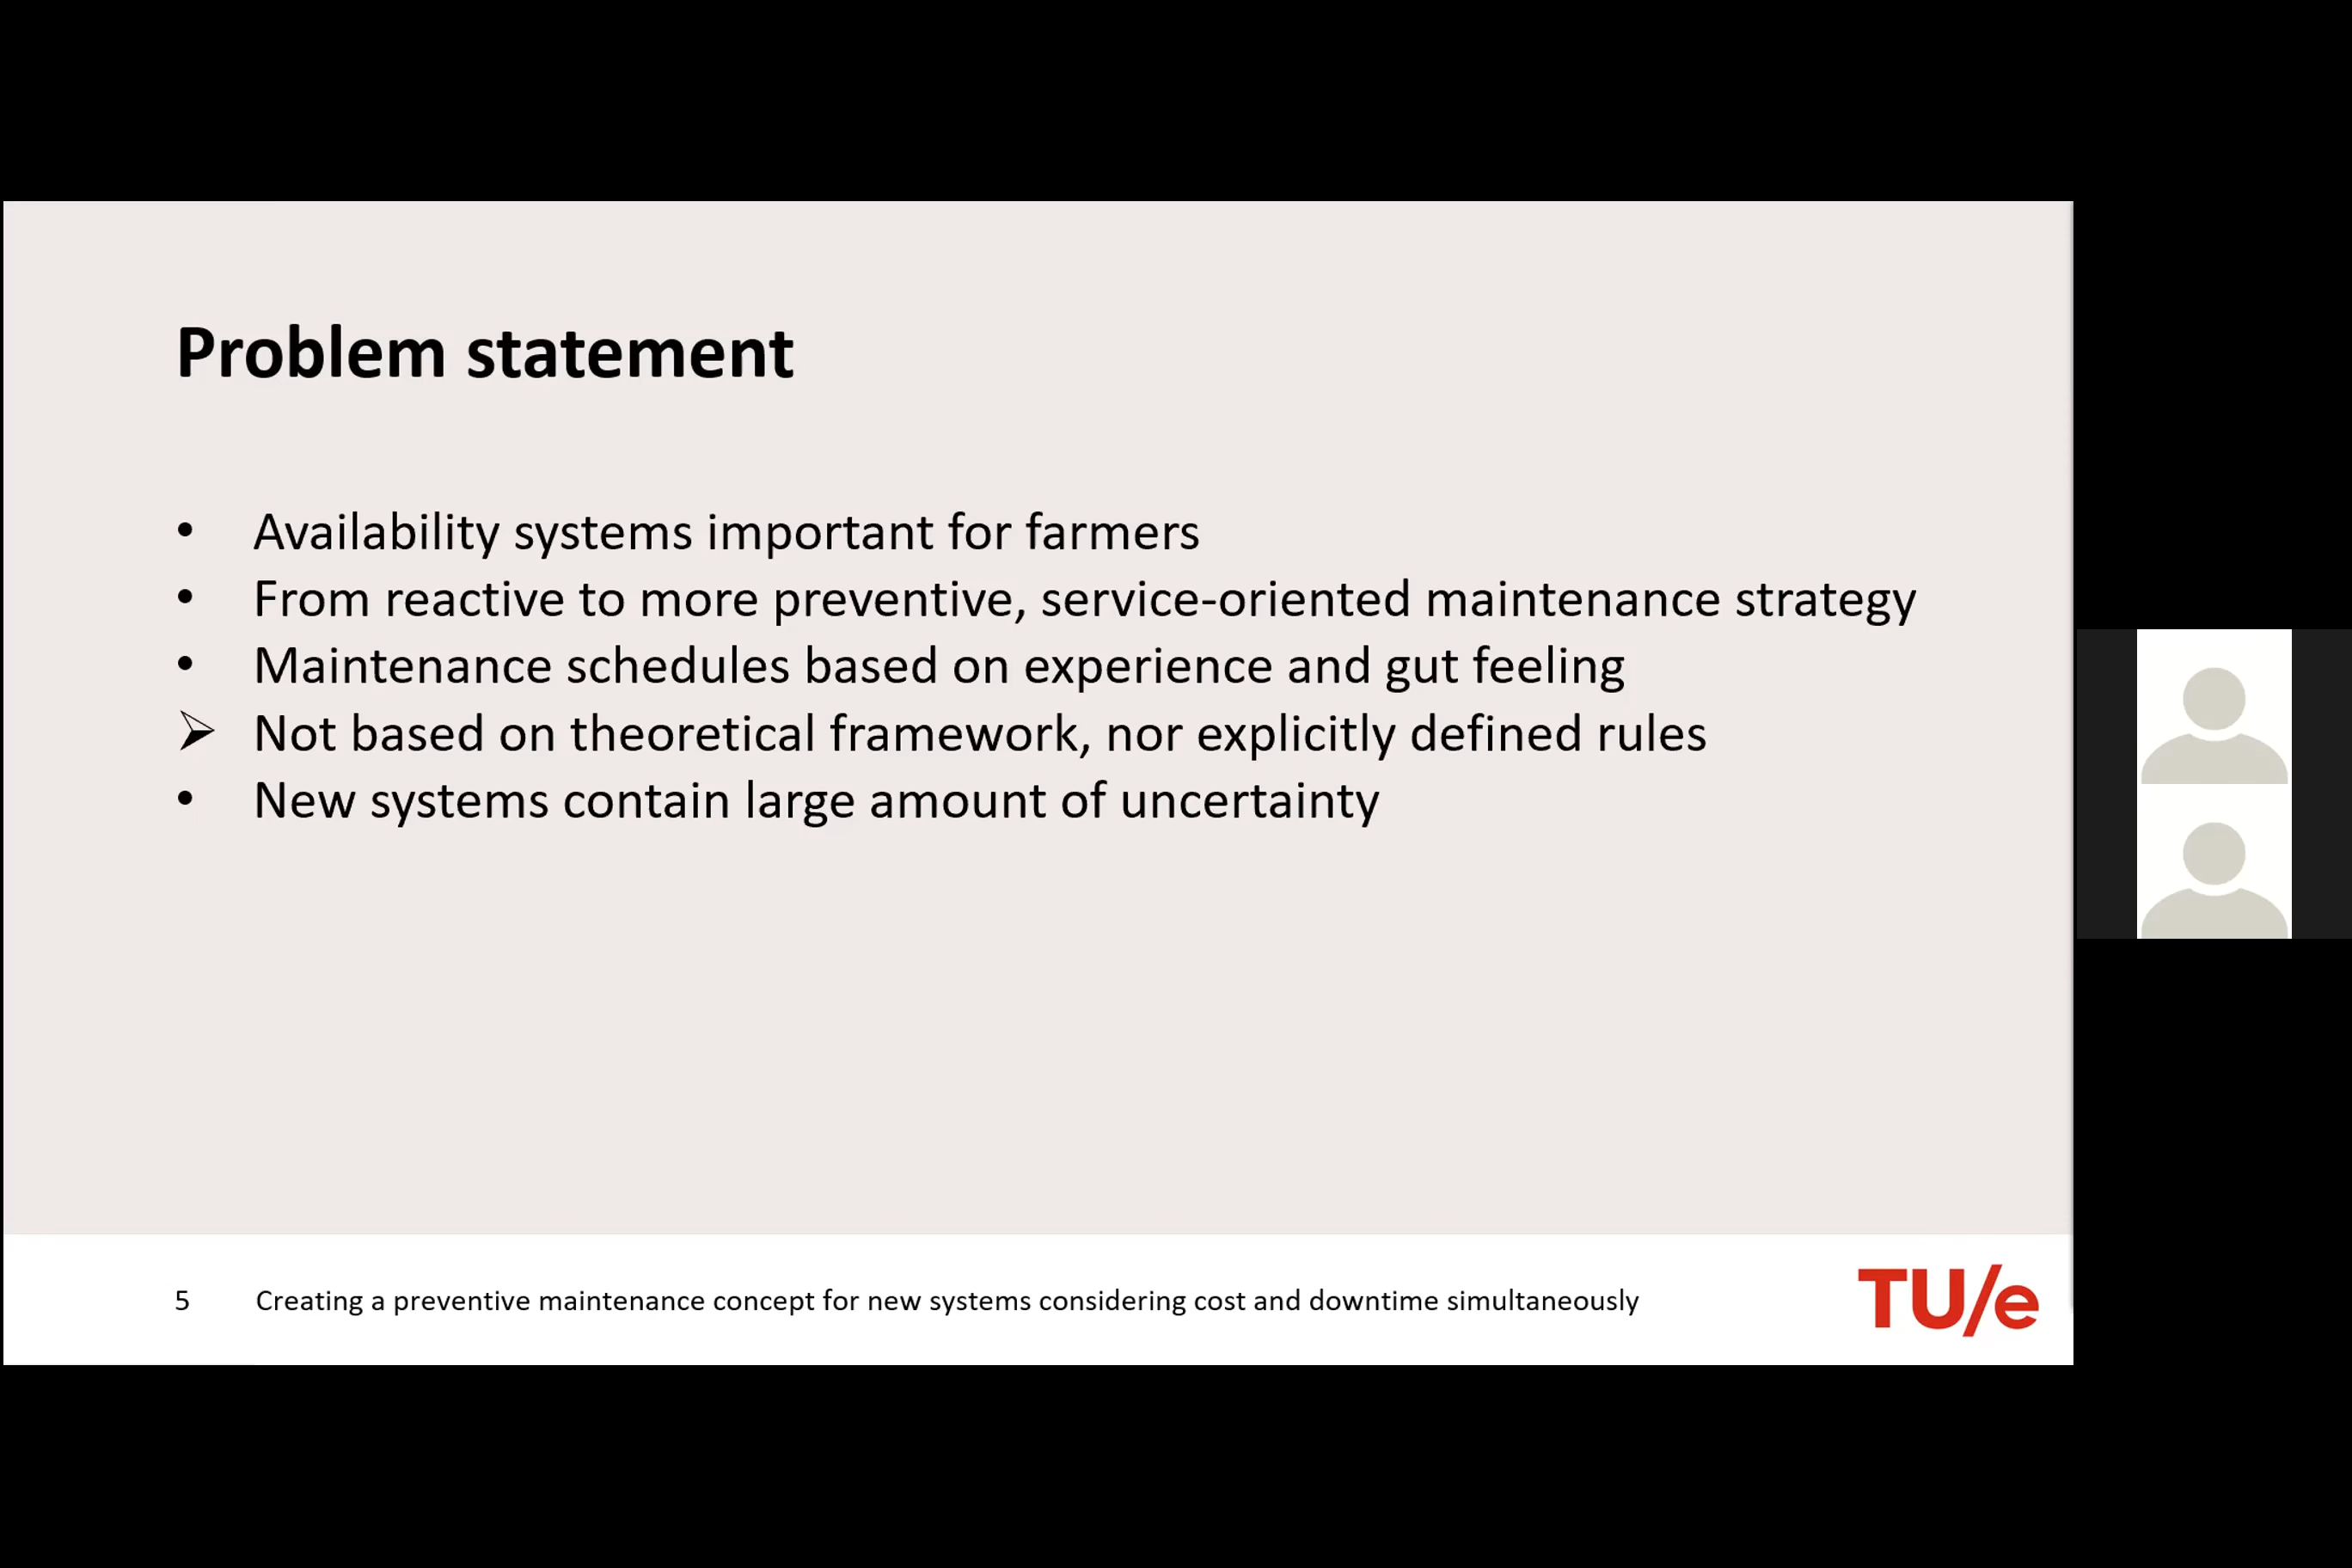 Problem statement
• Availability systems important for farmers
• From reactive to more preventive, service-oriented maintenance strategy
• Maintenance schedules based on experience and gut feeling
➢ Not based on theoretical framework, nor explicitly defined rules
• New systems contain large amount of uncertainty
5 Creating a preventive maintenance concept for new systems considering cost and downtime simultaneously
TU/e